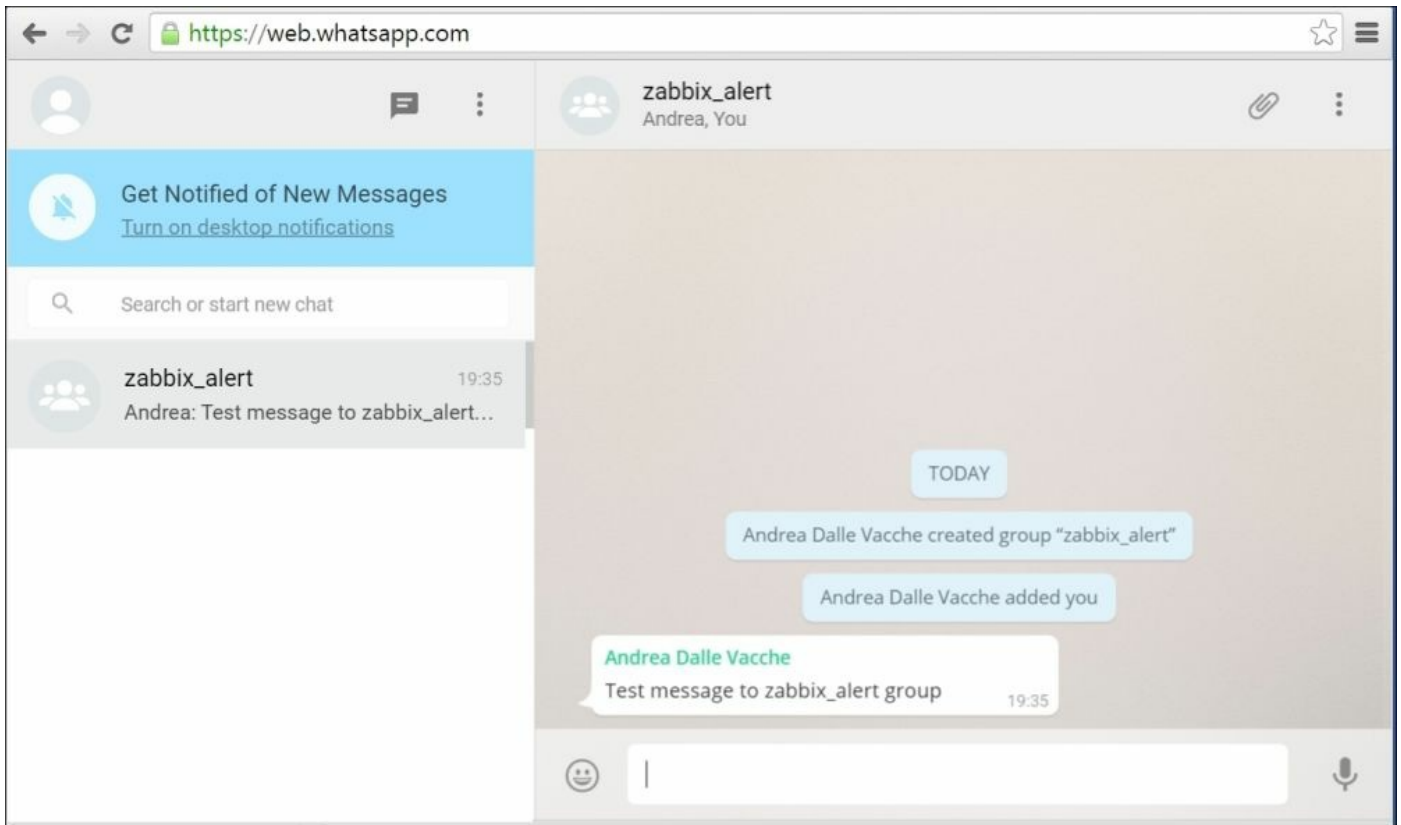 https://web.whatsapp.com
zabbix_alert
Andrea, You
Get Notified of New Messages
Turn on desktop notifications
Search or start new chat
zabbix_alert 19:35
Andrea: Test message to zabbix_alert...
TODAY
Andrea Dalle Vacche created group “zabbix_alert”
Andrea Dalle Vacche added you
Andrea Dalle Vacche
Test message to zabbix_alert group 19:35